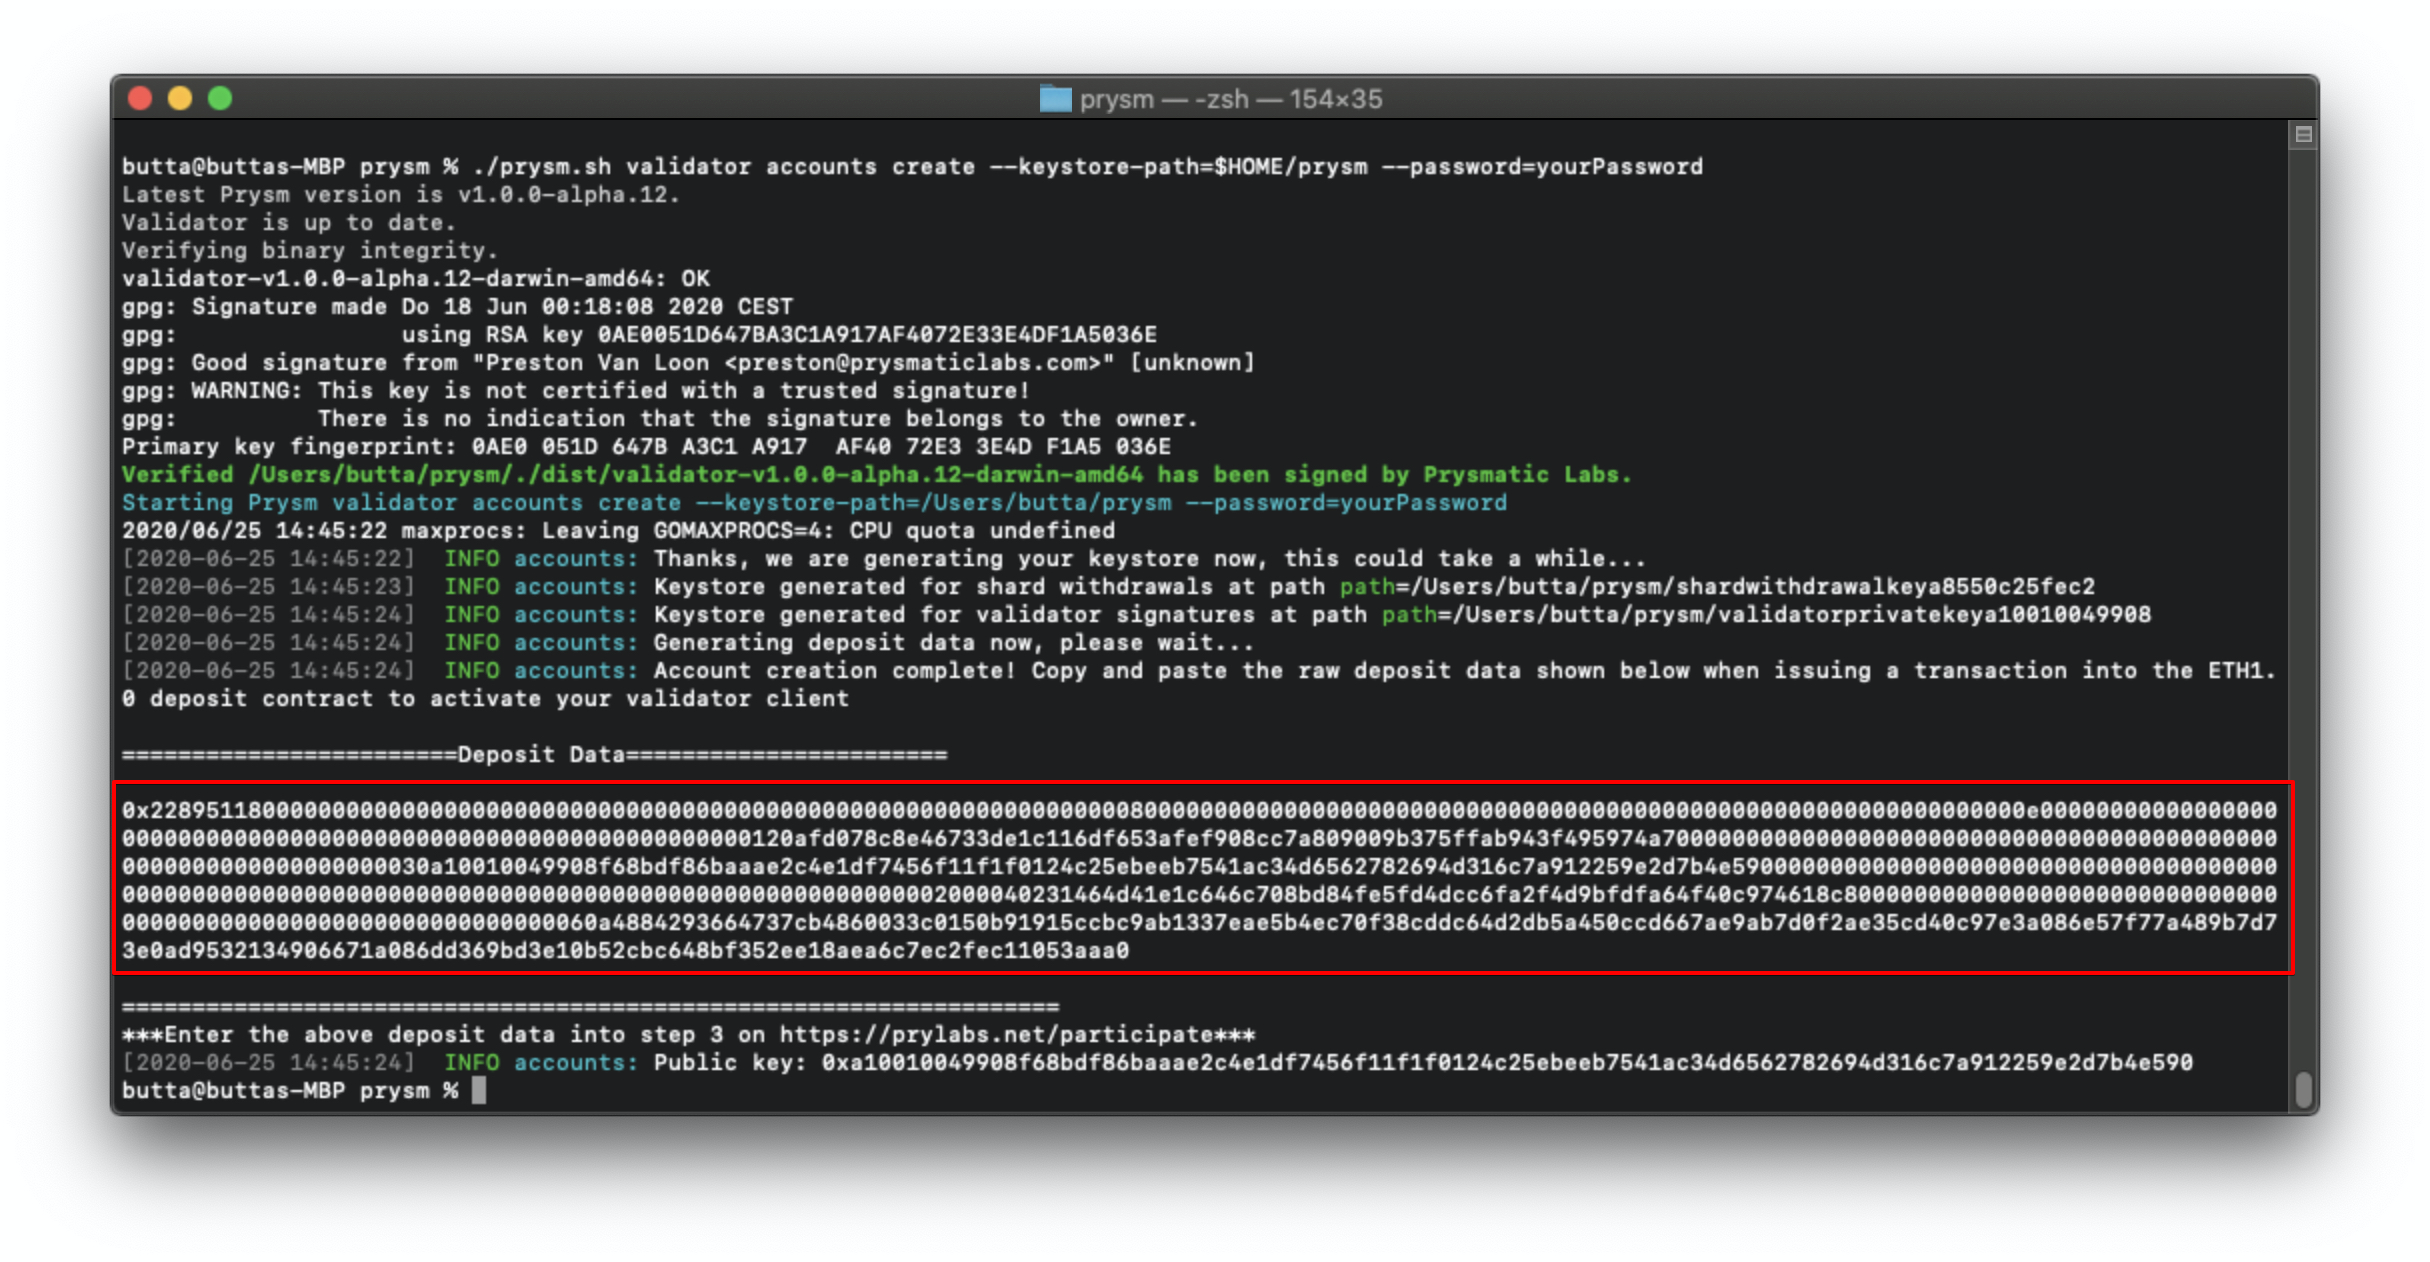 prysm — -zsh — 154×35
butta@buttas-MBP prysm % ./prysm.sh validator accounts create --keystore-path=$HOME/prysm --password=yourPassword
Latest Prysm version is v1.0.0-alpha.12.
Validator is up to date.
Verifying binary integrity.
validator-v1.0.0-alpha.12-darwin-amd64: OK
gpg: Signature made Do 18 Jun 00:18:08 2020 CEST
gpg:                using RSA key 0AE0051D647BA3C1A917AF4072E33E4DF1A5036E
gpg: Good signature from "Preston Van Loon <preston@prysmaticlabs.com>" [unknown]
gpg: WARNING: This key is not certified with a trusted signature!
gpg:          There is no indication that the signature belongs to the owner.
Primary key fingerprint: 0AE0 051D 647B A3C1 A917  AF40 72E3 3E4D F1A5 036E
Verified /Users/butta/prysm/./dist/validator-v1.0.0-alpha.12-darwin-amd64 has been signed by Prysmatic Labs.
Starting Prysm validator accounts create --keystore-path=/Users/butta/prysm --password=yourPassword
2020/06/25 14:45:22 maxprocs: Leaving GOMAXPROCS=4: CPU quota undefined
[2020-06-25 14:45:22]  INFO accounts: Thanks, we are generating your keystore now, this could take a while...
[2020-06-25 14:45:23]  INFO accounts: Keystore generated for shard withdrawals at path path=/Users/butta/prysm/shardwithdrawalkeya8550c25fec2
[2020-06-25 14:45:24]  INFO accounts: Keystore generated for validator signatures at path path=/Users/butta/prysm/validatorprivatekeya10010049908
[2020-06-25 14:45:24]  INFO accounts: Generating deposit data now, please wait...
[2020-06-25 14:45:24]  INFO accounts: Account creation complete! Copy and paste the raw deposit data shown below when issuing a transaction into the ETH1.
0 deposit contract to activate your validator client
========================Deposit Data=======================
0x228951180000000000000000000000000000000000000000000000000000000000000000000000800000000000000000000000000000000000000000000000000000000000000000e00000000000000000
000000000000000000000000000000000000000000000120afd078c8e46733de1c116df653afef908cc7a809009b375ffab943f495974a70000000000000000000000000000000000000000000
0000000000000000000030a10010049908f68bdf86baaae2c4e1df7456f11f1f0124c25ebeeb7541ac34d6562782694d316c7a912259e2d7b4e590000000000000000000000000000000000000
00000000000000000000000000000000000000000000000000000000002000040231464d41e1c646c708bd84fe5fd4dcc6fa2f4d9bfdfa64f40c974618c8000000000000000000000000000000
0000000000000000000000000000000060a4884293664737cb4860033c0150b91915ccbc9ab1337eae5b4ec70f38cddc64d2db5a450ccd667ae9ab7d0f2ae35cd40c97e3a086e57f77a489b7d7
3e0ad9532134906671a086dd369bd3e10b52cbc648bf352ee18aea6c7ec2fec11053aaa0
===================================================================
***Enter the above deposit data into step 3 on https://prylabs.net/participate***
[2020-06-25 14:45:24]  INFO accounts: Public key: 0xa10010049908f68bdf86baaae2c4e1df7456f11f1f0124c25ebeeb7541ac34d6562782694d316c7a912259e2d7b4e590
butta@buttas-MBP prysm %